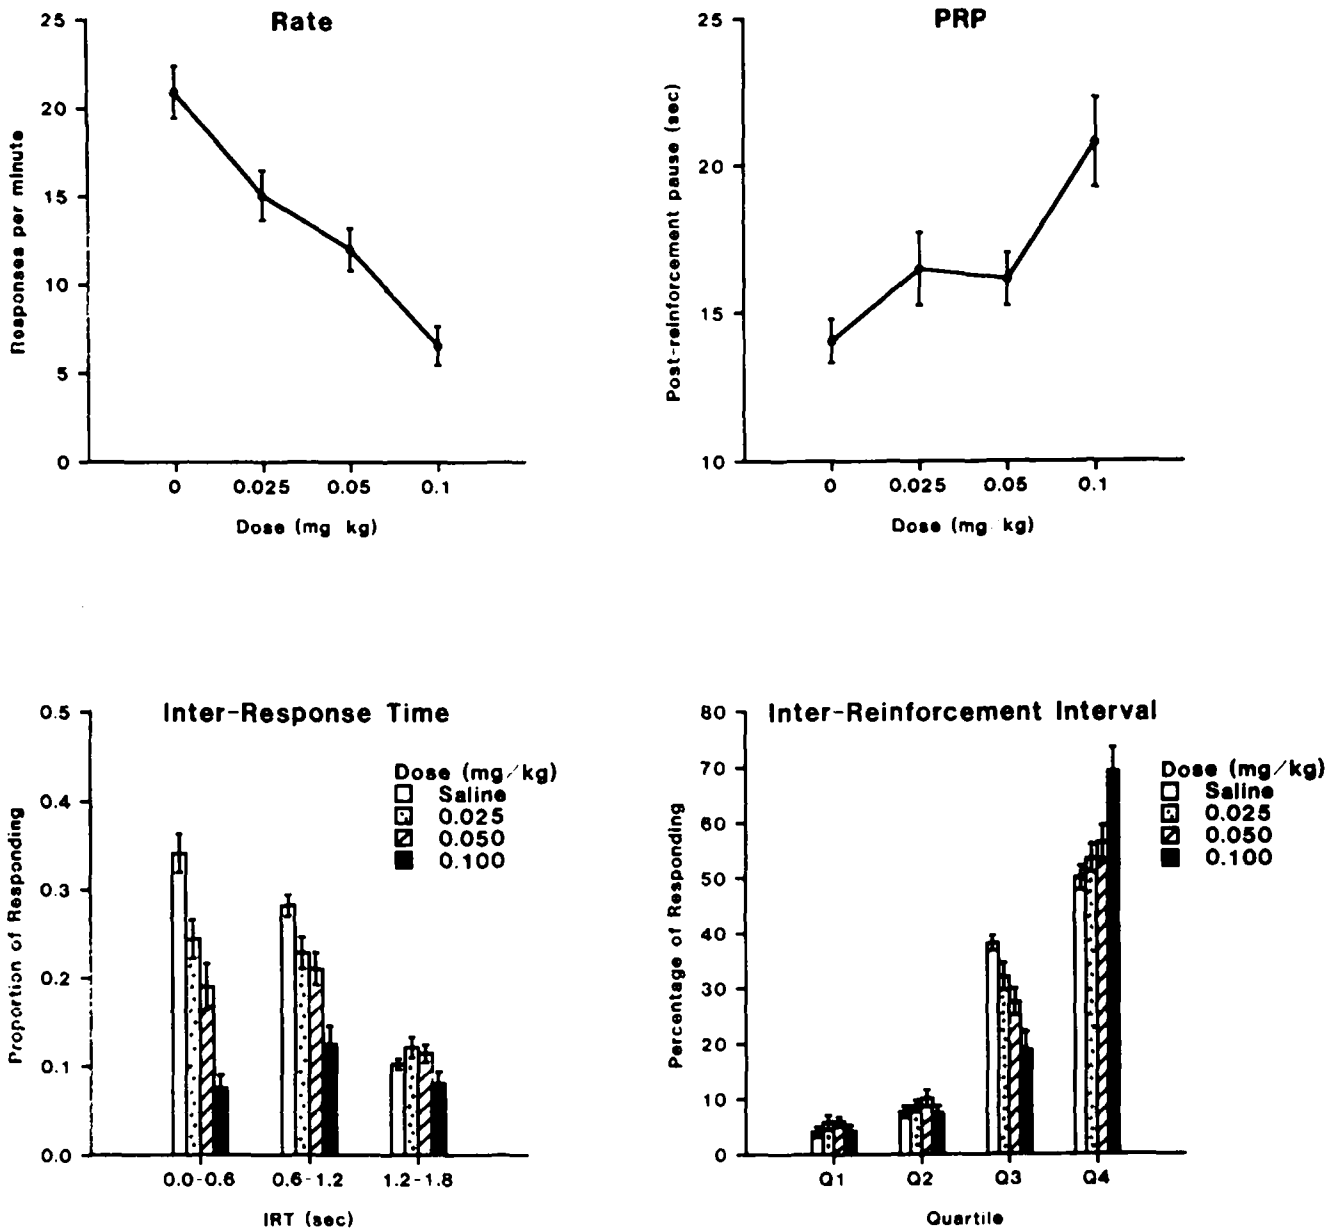 Rate
25
20
15
10
5
0
Responses per minute
0 0.025 0.05 0.1
Dose (mg kg)
PRP
25
20
15
10
Post-reinforcement pause (sec)
0 0.025 0.05 0.1
Dose (mg kg)
Inter-Response Time
0.5
0.4
0.3
0.2
0.1
0.0
Proportion of Responding
Dose (mg/kg)
Saline
0.025
0.050
0.100
0.0-0.6 0.6-1.2 1.2-1.8
IRT (sec)
Inter-Reinforcement Interval
80
70
60
50
40
30
20
10
0
Percentage of Responding
Dose (mg/kg)
Saline
0.025
0.050
0.100
Q1 Q2 Q3 Q4
Quartile